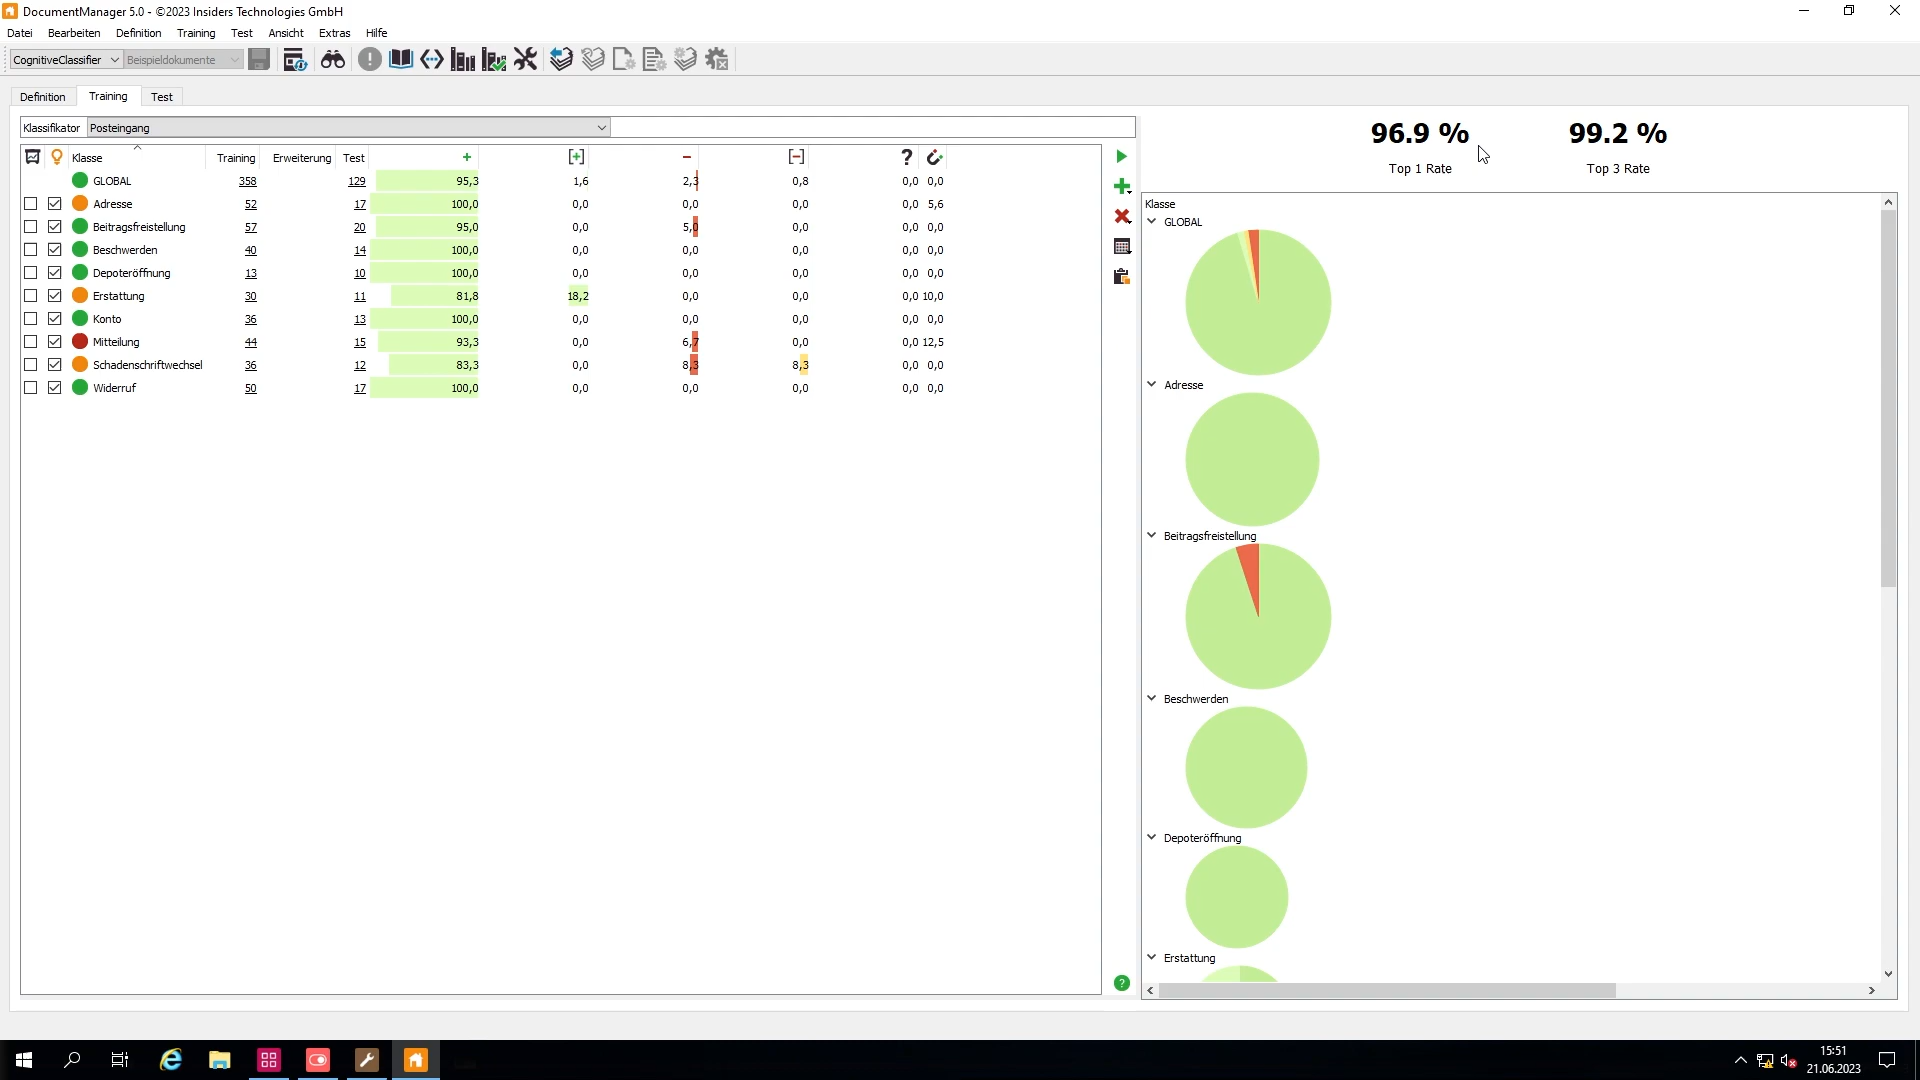 DocumentManager 5.0 - ©2023 Insiders Technologies GmbH
Datei Bearbeiten Definition Training Test Ansicht Extras Hilfe
CognitiveClassifier Beispieldokumente
Definition Training Test
Klassifikator Posteingang
Klasse Training Erweiterung Test + [+] − [-] ?
GLOBAL 358 129 95,3 1,6 2,3 0,8 0,0 0,0
Adresse 52 17 100,0 0,0 0,0 0,0 0,0 5,6
Beitragsfreistellung 57 20 95,0 0,0 5,0 0,0 0,0 0,0
Beschwerden 40 14 100,0 0,0 0,0 0,0 0,0 0,0
Depoteröffnung 13 10 100,0 0,0 0,0 0,0 0,0 0,0
Erstattung 30 11 81,8 18,2 0,0 0,0 0,0 10,0
Konto 36 13 100,0 0,0 0,0 0,0 0,0 0,0
Mitteilung 44 15 93,3 0,0 6,7 0,0 0,0 12,5
Schadenschriftwechsel 36 12 83,3 0,0 8,3 8,3 0,0 0,0
Widerruf 50 17 100,0 0,0 0,0 0,0 0,0 0,0
96.9 % 99.2 %
Top 1 Rate Top 3 Rate
Klasse
GLOBAL
Adresse
Beitragsfreistellung
Beschwerden
Depoteröffnung
Erstattung
?
15:51
21.06.2023